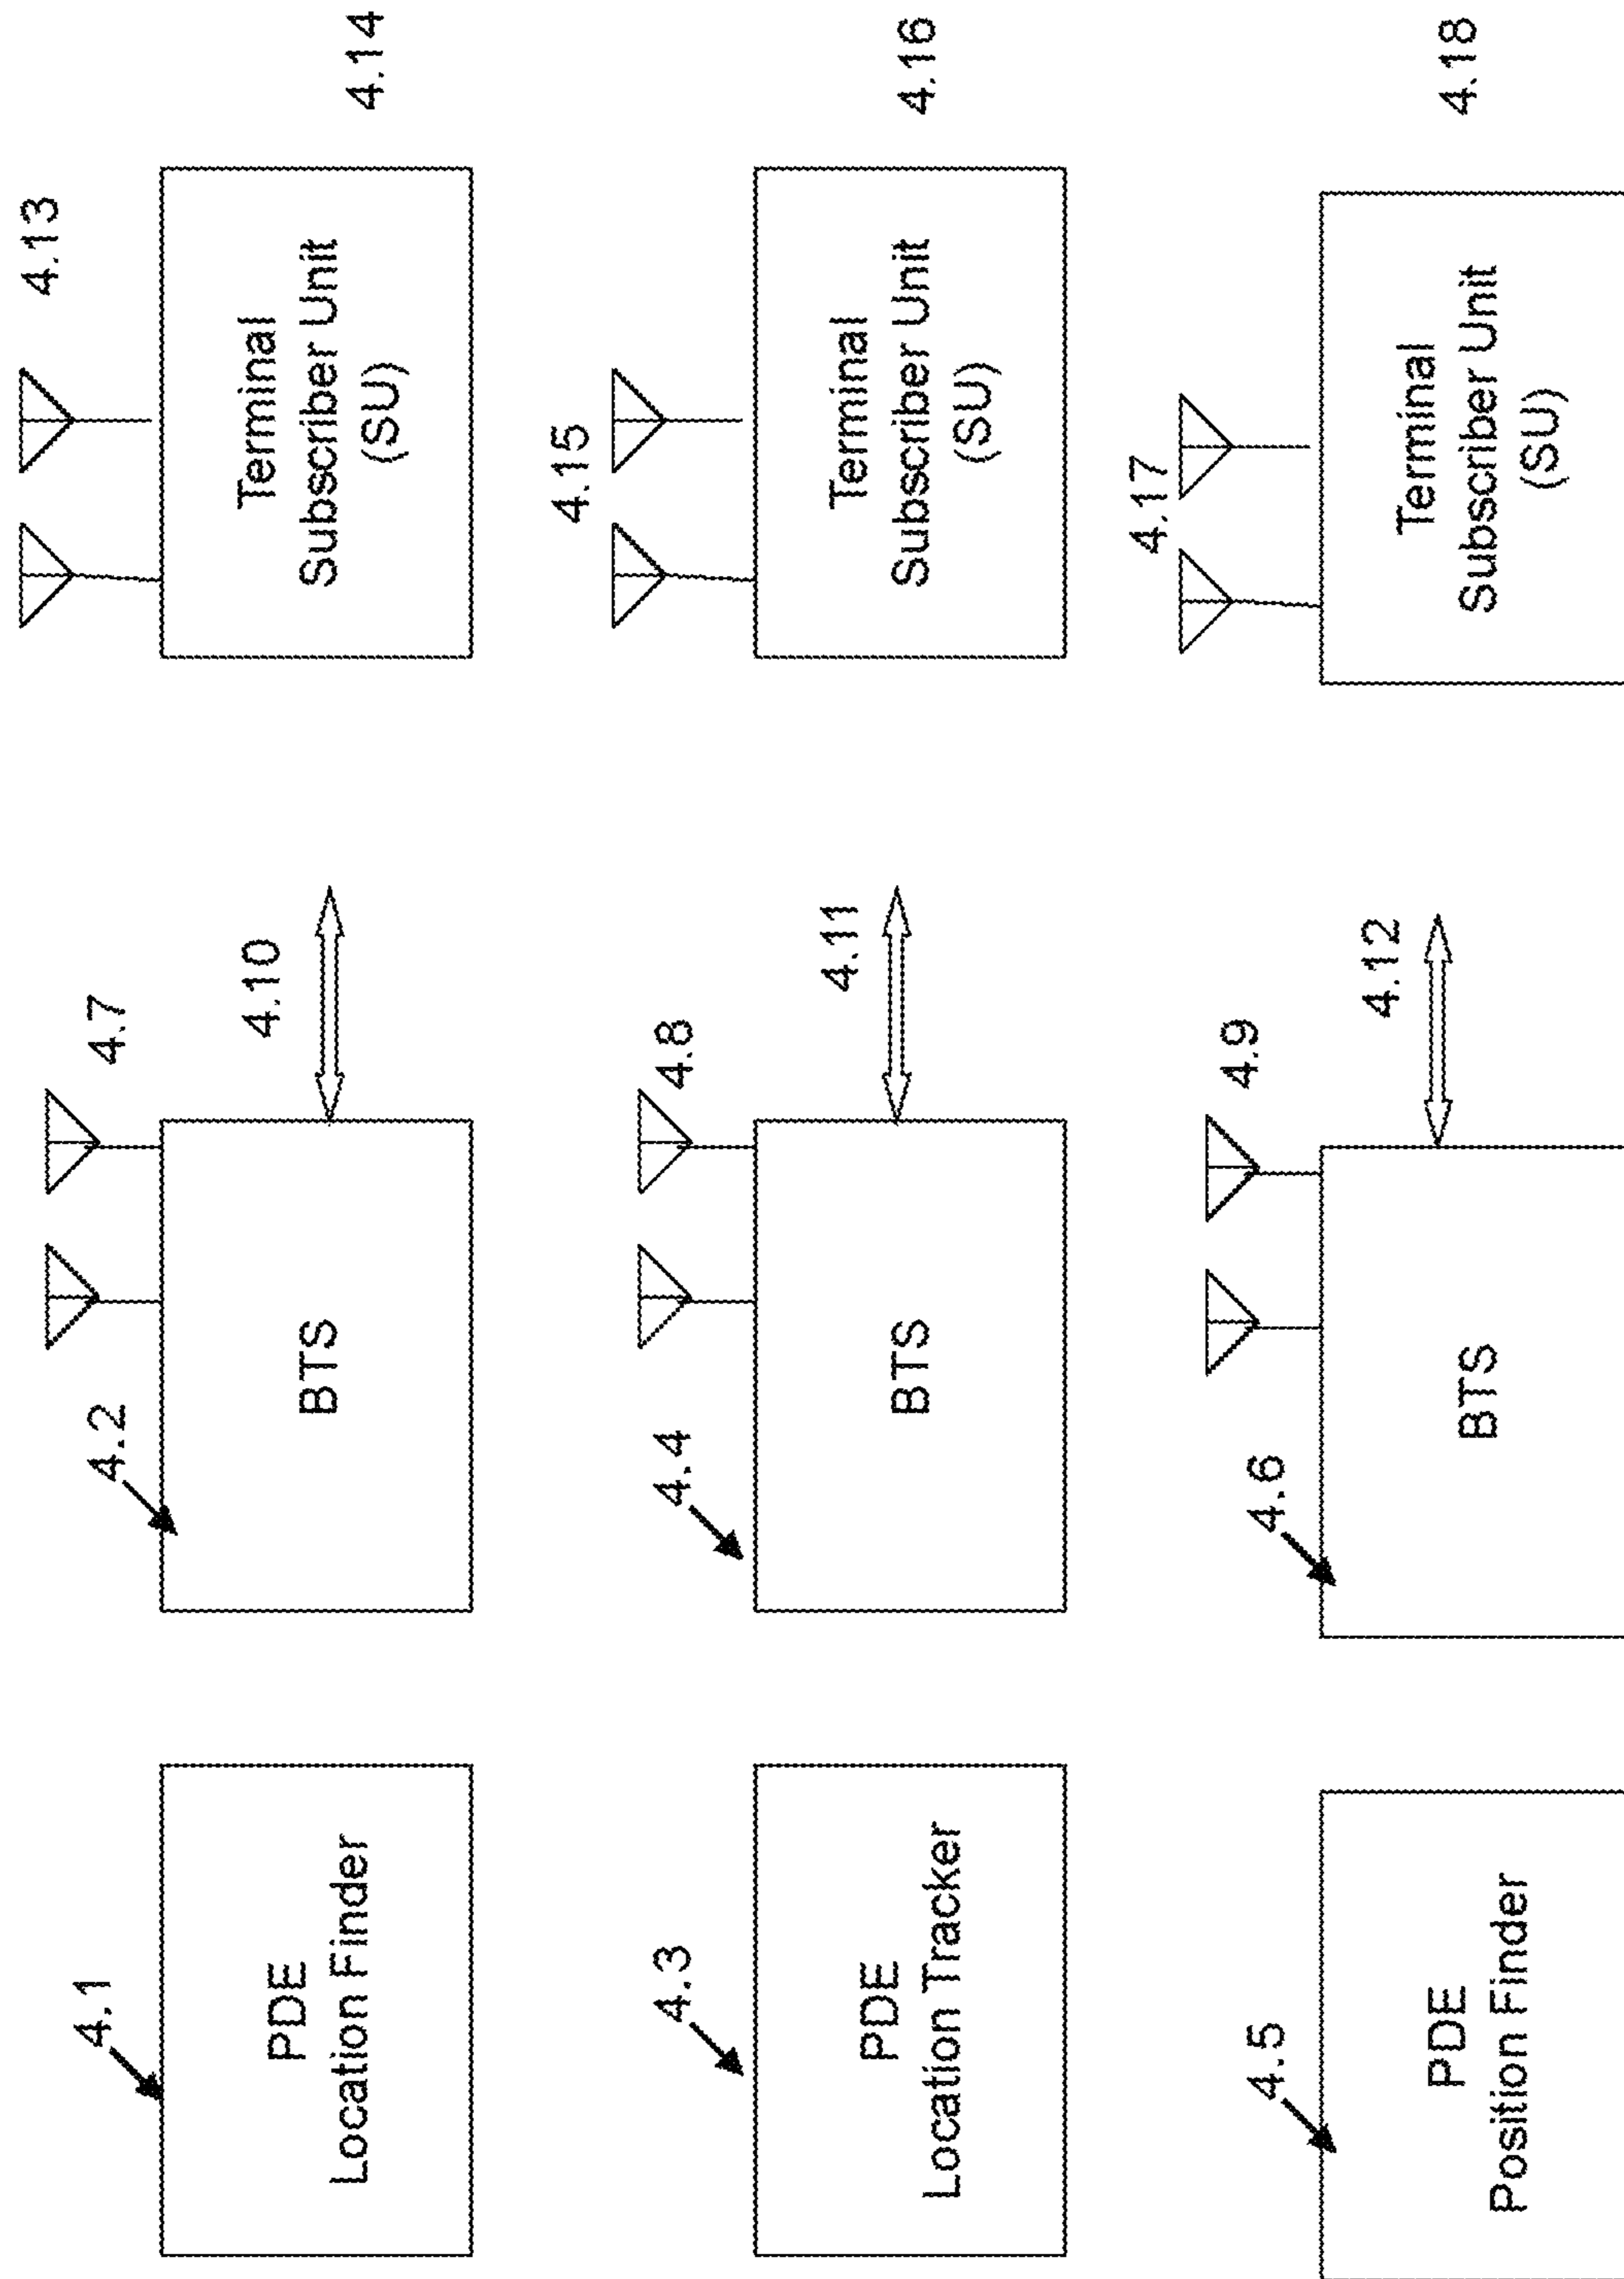 4.1
PDE
Location Finder
4.2
BTS
4.7
4.10
4.13
Terminal
Subscriber Unit
(SU)
4.14
4.3
PDE
Location Tracker
4.4
BTS
4.8
4.11
4.15
Terminal
Subscriber Unit
(SU)
4.16
4.5
PDE
Position Finder
4.6
BTS
4.9
4.12
4.17
Terminal
Subscriber Unit
(SU)
4.18